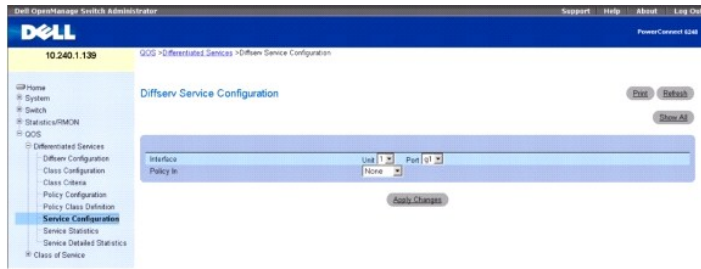 Dell OpenManage Switch Administrator
Support Help About Log Out
DELL
PowerConnect 6248
10.240.1.139
QOS > Differentiated Services > Diffserv Service Configuration
Home
System
Switch
Statistics/RMON
QOS
Differentiated Services
Diffserv Configuration
Class Configuration
Class Criteria
Policy Configuration
Policy Class Definition
Service Configuration
Service Statistics
Service Detailed Statistics
Class of Service
Diffserv Service Configuration
Print Refresh
Show All
Interface Unit 1 Port g1
Policy In None
Apply Changes